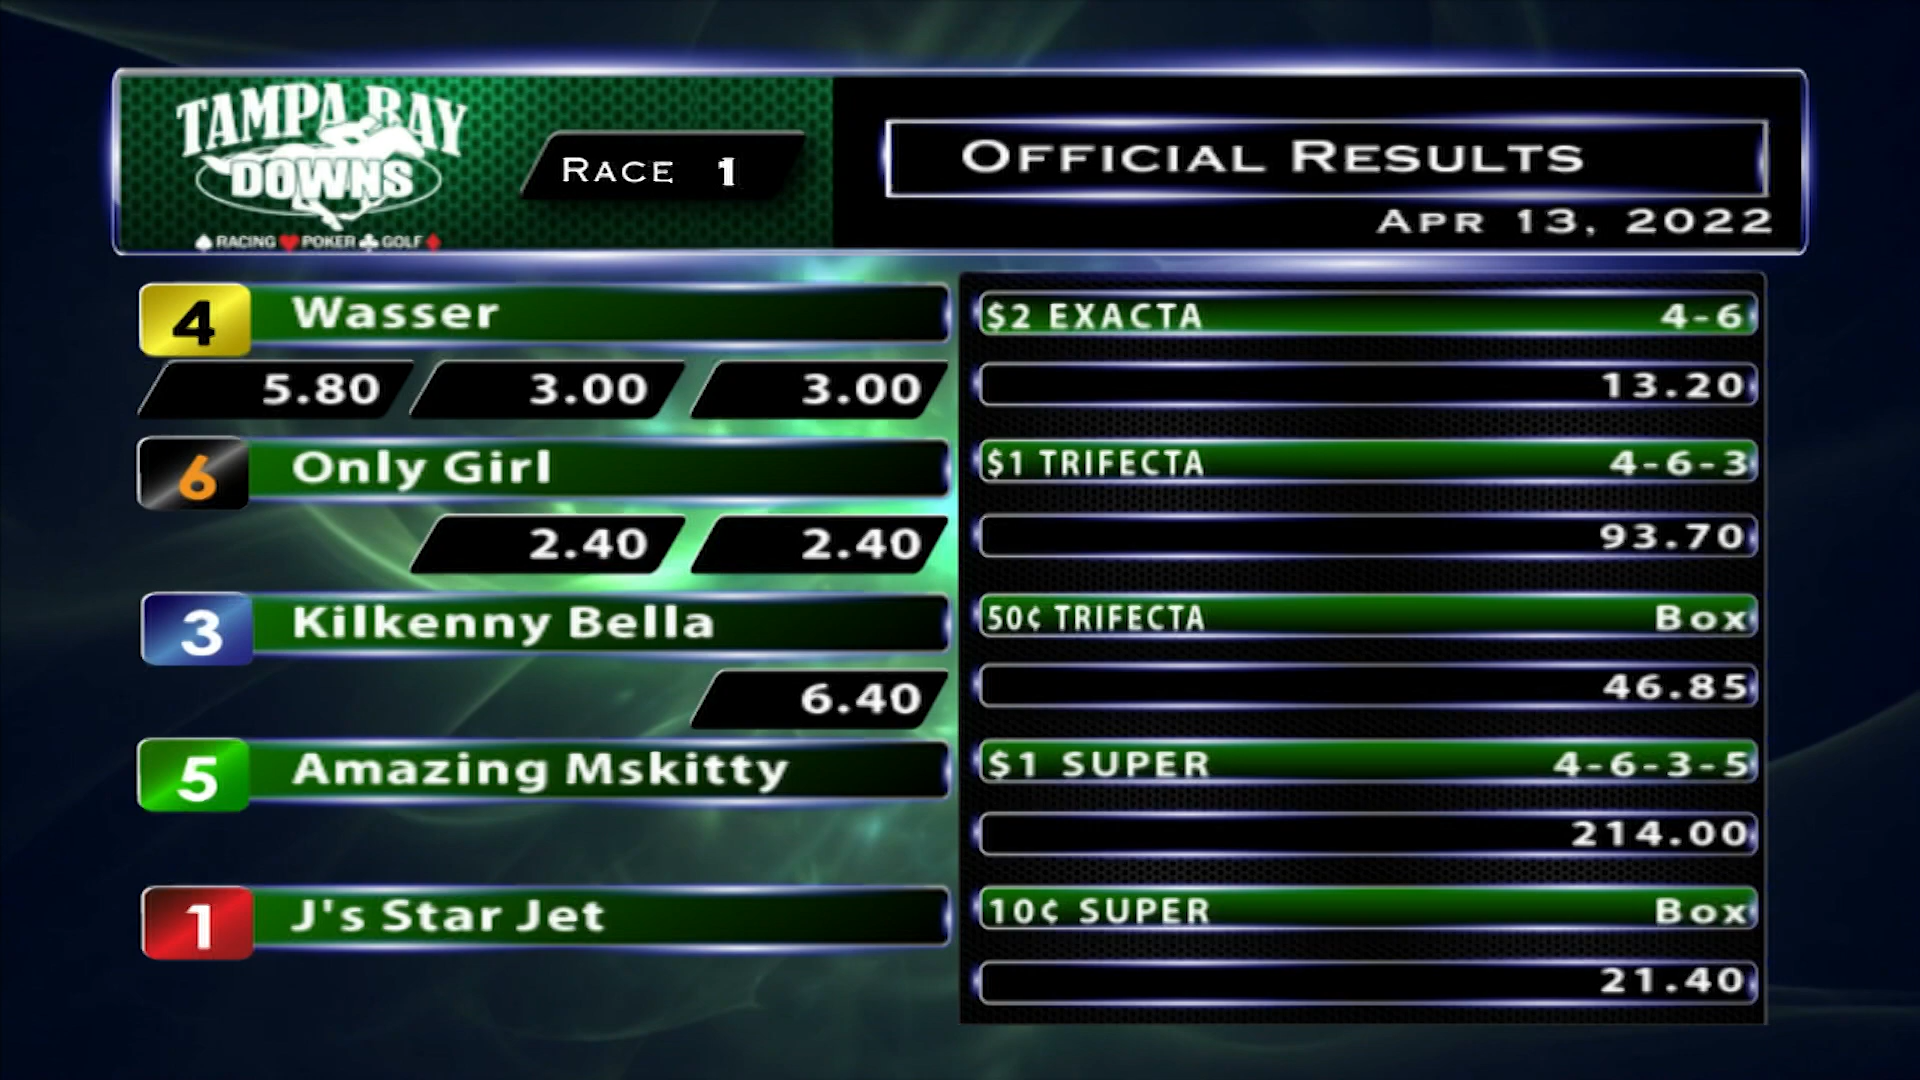 TAMPA BAY
DOWNS
RACING POKER GOLF
RACE 1
OFFICIAL RESULTS
APR 13, 2022
4 Wasser
5.80 3.00 3.00
6 Only Girl
2.40 2.40
3 Kilkenny Bella
6.40
5 Amazing Mskitty
1 J's Star Jet
$2 EXACTA 4-6
13.20
$1 TRIFECTA 4-6-3
93.70
50¢ TRIFECTA Box
46.85
$1 SUPER 4-6-3-5
214.00
10¢ SUPER Box
21.40